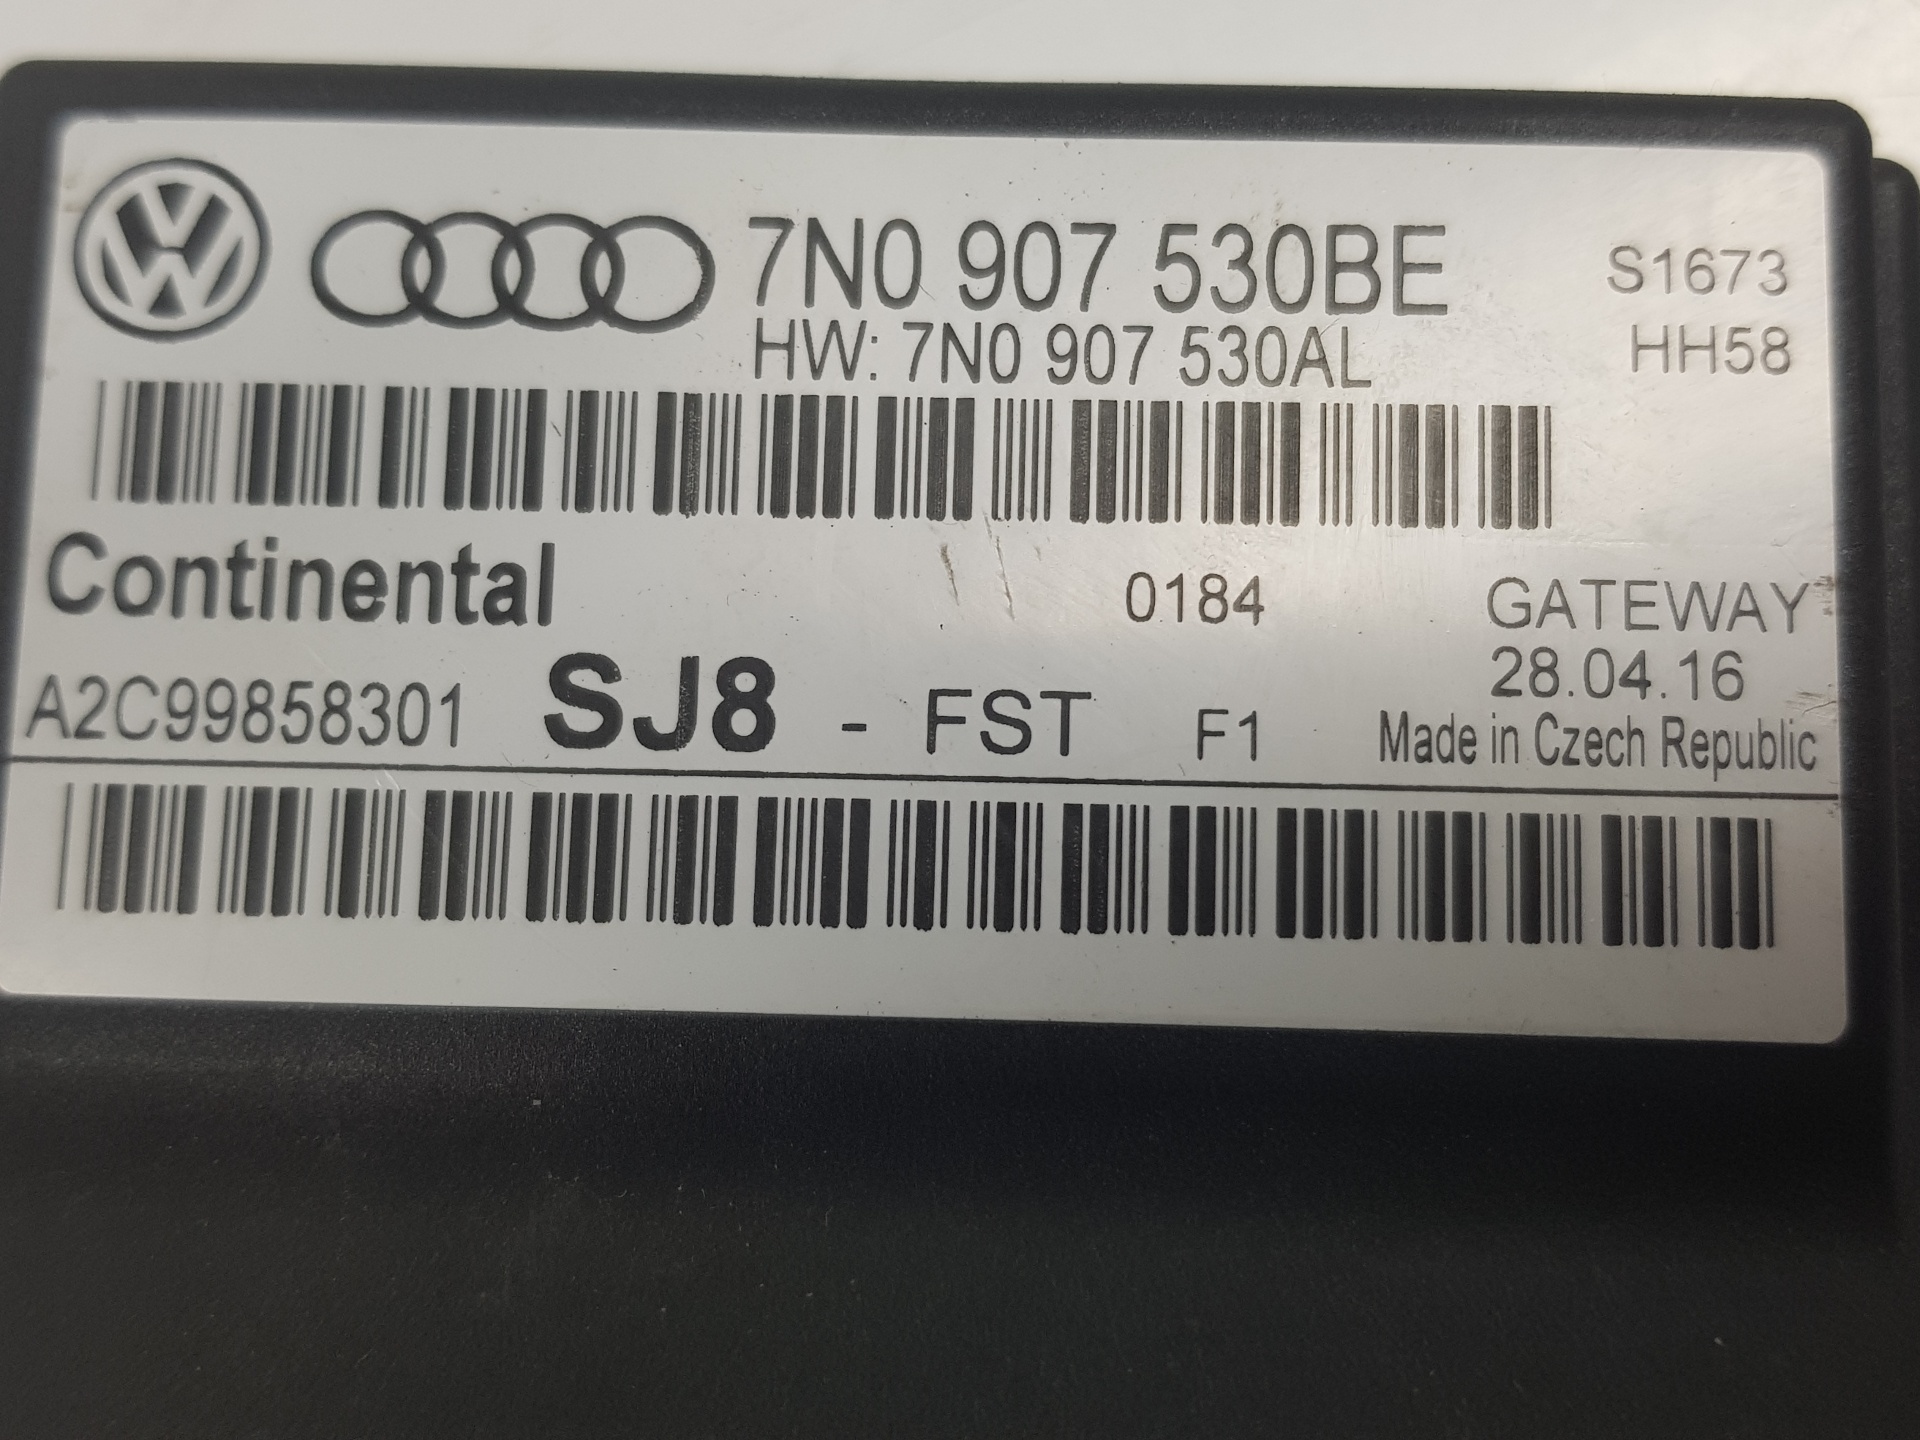 7N0 907 530BE S1673
HW: 7N0 907 530AL HH58
Continental 0184 GATEWAY
28.04.16
A2C99858301 SJ8 - FST F1 Made in Czech Republic